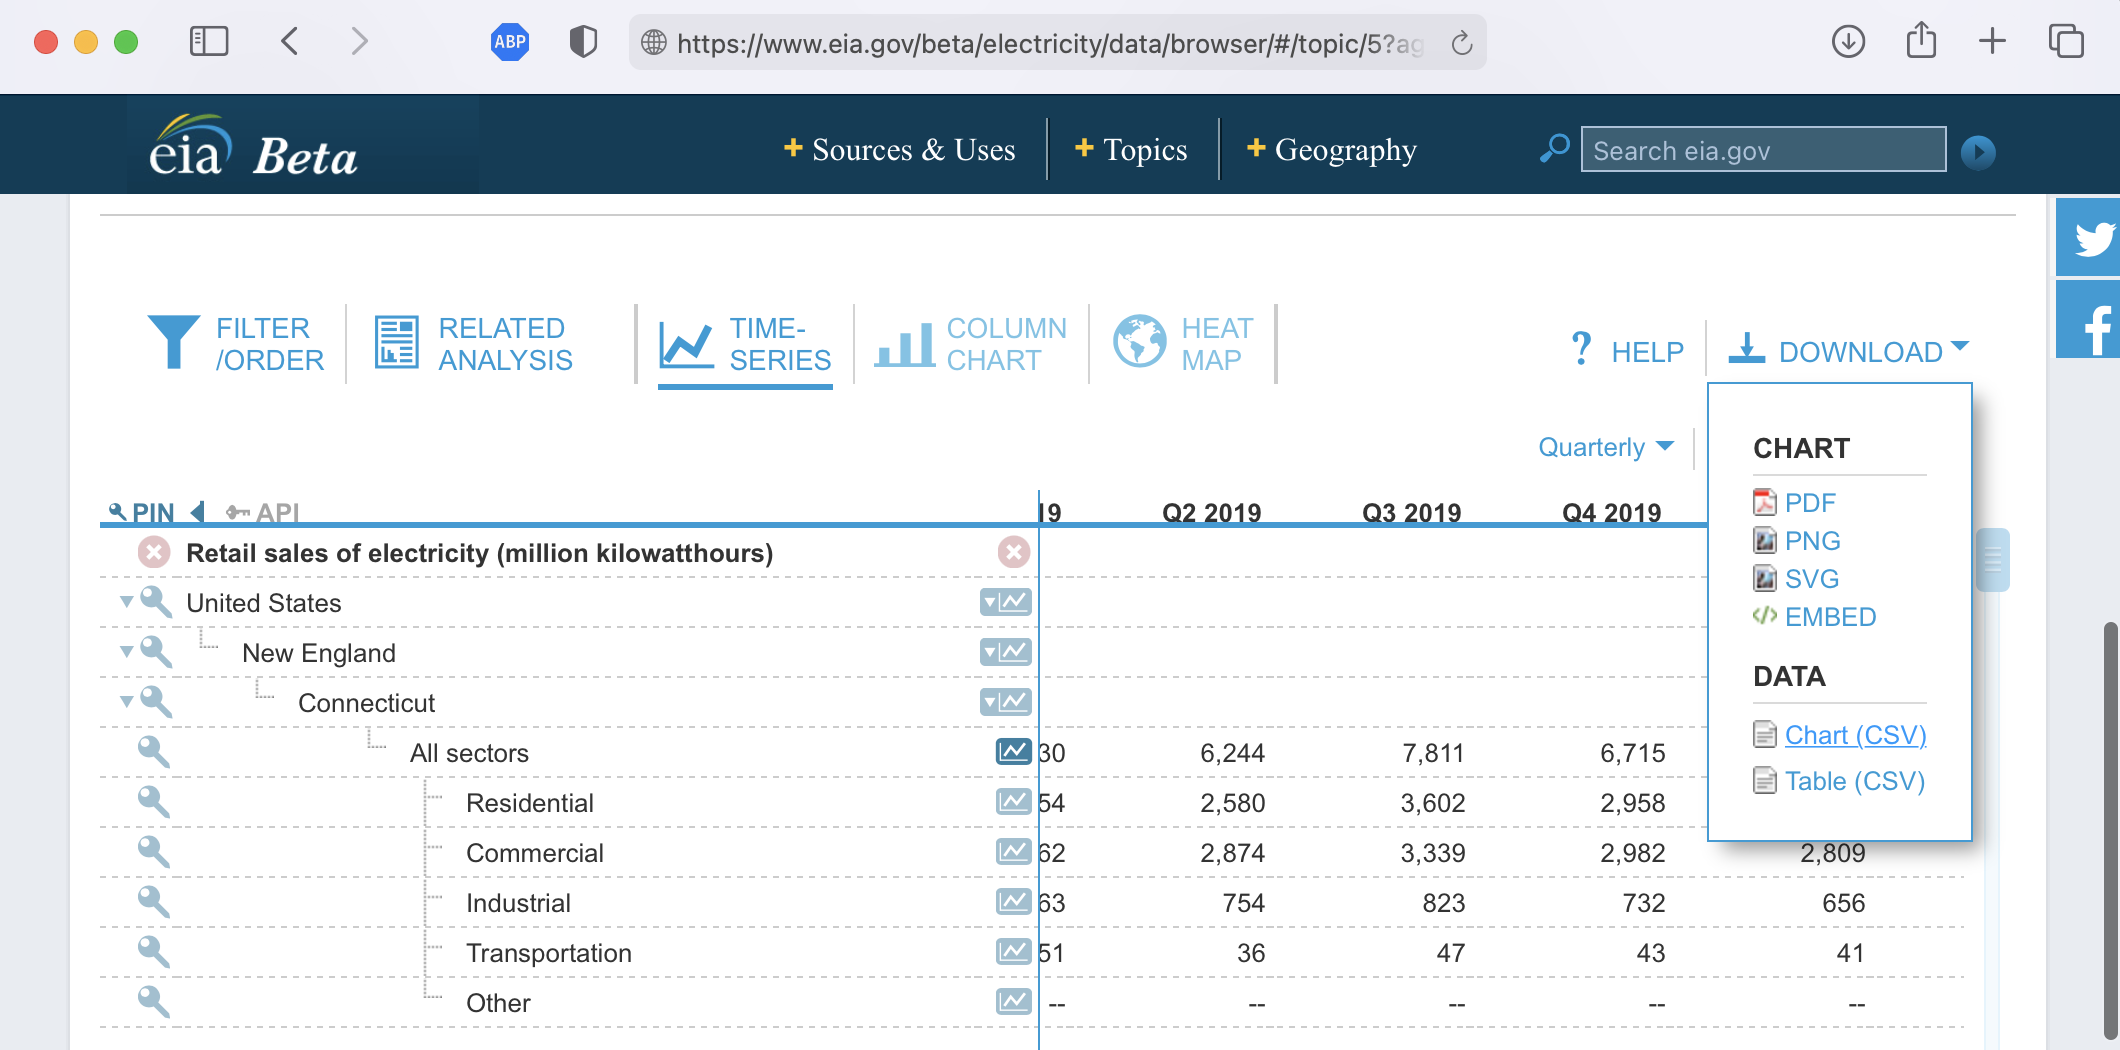 ABP
https://www.eia.gov/beta/electricity/data/browser/#/topic/5?ag
eia Beta
+ Sources & Uses
+ Topics
+ Geography
Search eia.gov
FILTER
/ORDER
RELATED
ANALYSIS
TIME-
SERIES
COLUMN
CHART
HEAT
MAP
? HELP
DOWNLOAD
Quarterly
CHART
PDF
PNG
SVG
EMBED
DATA
Chart (CSV)
Table (CSV)
PIN API 19 Q2 2019 Q3 2019 Q4 2019
Retail sales of electricity (million kilowatthours)
United States
New England
Connecticut
All sectors 30 6,244 7,811 6,715
Residential 54 2,580 3,602 2,958
Commercial 62 2,874 3,339 2,982 2,809
Industrial 63 754 823 732 656
Transportation 51 36 47 43 41
Other -- -- -- -- --